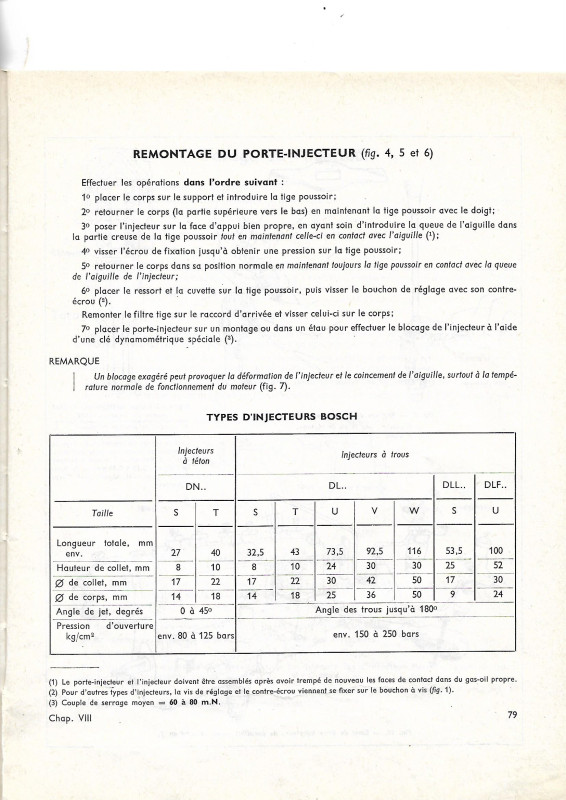 REMONTAGE DU PORTE-INJECTEUR (fig. 4, 5 et 6)
Effectuer les opérations dans l'ordre suivant :
1º placer le corps sur le support et introduire la tige poussoir;
2º retourner le corps (la partie supérieure vers le bas) en maintenant la tige poussoir avec le doigt;
3º poser l'injecteur sur la face d'appui bien propre, en ayant soin d'introduire la queue de l'aiguille dans
la partie creuse de la tige poussoir tout en maintenant celle-ci en contact avec l'aiguille (¹);
4º visser l'écrou de fixation jusqu'à obtenir une pression sur la tige poussoir;
5º retourner le corps dans sa position normale en maintenant toujours la tige poussoir en contact avec la queue
de l'aiguille de l'injecteur;
6º placer le ressort et la cuvette sur la tige poussoir, puis visser le bouchon de réglage avec son contre-
écrou (²).
Remonter le filtre tige sur le raccord d'arrivée et visser celui-ci sur le corps;
7º placer le porte-injecteur sur un montage ou dans un étau pour effectuer le blocage de l'injecteur à l'aide
d'une clé dynamométrique spéciale (³).
REMARQUE
Un blocage exagéré peut provoquer la déformation de l'injecteur et le coincement de l'aiguille, surtout à la tempé-
rature normale de fonctionnement du moteur (fig. 7).
TYPES D'INJECTEURS BOSCH
Injecteurs à téton Injecteurs à trous
DN.. DL.. DLL.. DLF..
Taille S T S T U V W S U
Longueur totale, mm env. 27 40 32,5 43 73,5 92,5 116 53,5 100
Hauteur de collet, mm 8 10 8 10 24 30 30 25 52
Ø de collet, mm 17 22 17 22 30 42 50 17 30
Ø de corps, mm 14 18 14 18 25 36 50 9 24
Angle de jet, degrés 0 à 45º Angle des trous jusqu'à 180º
Pression d'ouverture kg/cm² env. 80 à 125 bars env. 150 à 250 bars
(1) Le porte-injecteur et l'injecteur doivent être assemblés après avoir trempé de nouveau les faces de contact dans du gas-oil propre.
(2) Pour d'autres types d'injecteurs, la vis de réglage et le contre-écrou viennent se fixer sur le bouchon à vis (fig. 1).
(3) Couple de serrage moyen = 60 à 80 m.N.
Chap. VIII 79